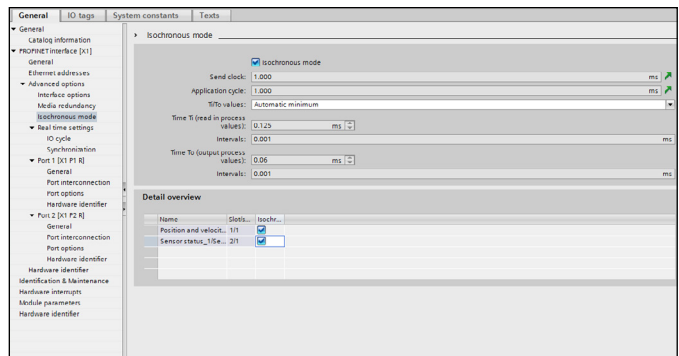 General
IO tags
System constants
Texts
General
Catalog information
PROFINET interface [X1]
General
Ethernet addresses
Advanced options
Interface options
Media redundancy
Isochronous mode
Real time settings
IO cycle
Synchronization
Port 1 [X1 P1 R]
General
Port interconnection
Port options
Hardware identifier
Port 2 [X1 P2 R]
General
Port interconnection
Port options
Hardware identifier
Hardware identifier
Identification & Maintenance
Hardware interrupts
Module parameters
Hardware identifier
Isochronous mode
Isochronous mode
Send clock: 1.000 ms
Application cycle: 1.000 ms
Ti/To values: Automatic minimum
Time Ti (read in process
values): 0.125 ms
Intervals: 0.001 ms
Time To (output process
values): 0.06 ms
Intervals: 0.001 ms
Detail overview
Name Slot/s... Isochr...
Position and velocit... 1/1
Sensor status_1/Se... 2/1